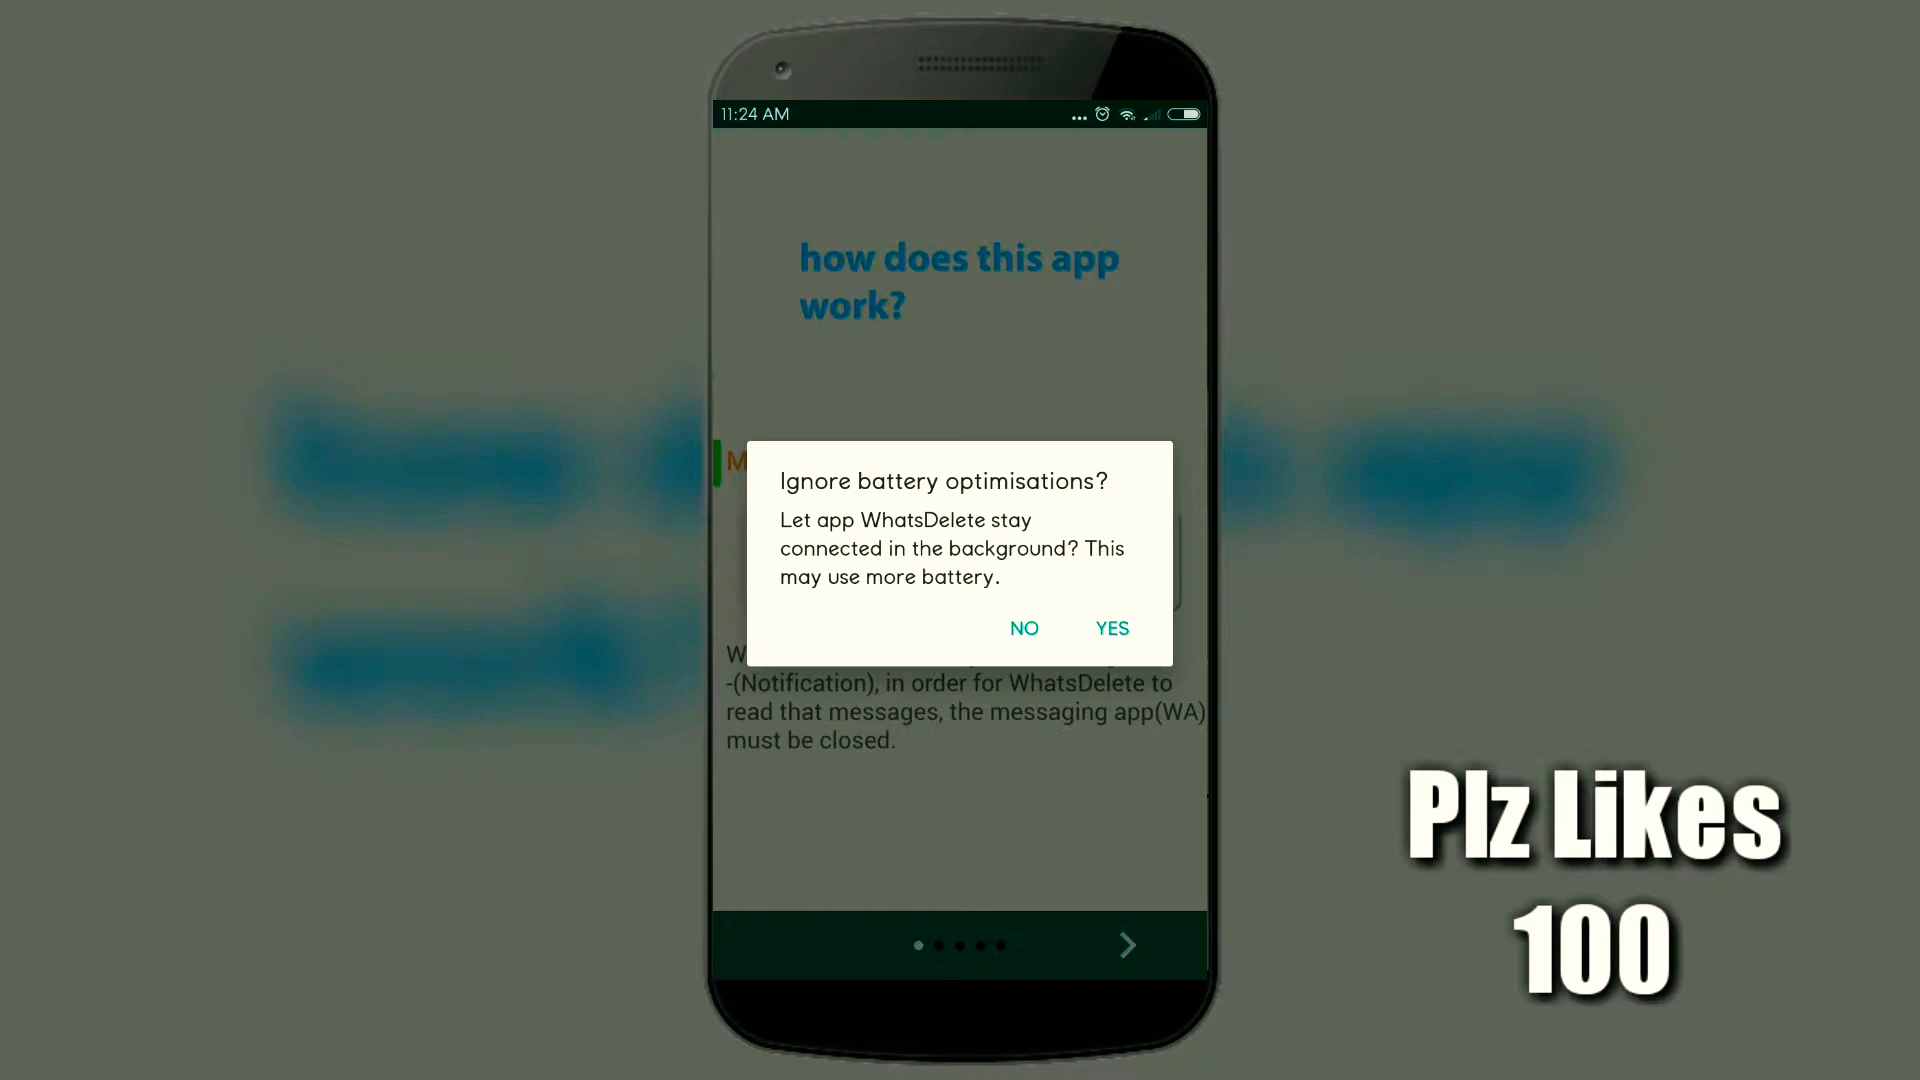 11:24 AM
how does this app
work?
Ignore battery optimisations?
Let app WhatsDelete stay
connected in the background? This
may use more battery.
NO YES
-(Notification), in order for WhatsDelete to
read that messages, the messaging app(WA)
must be closed.
Plz Likes
100